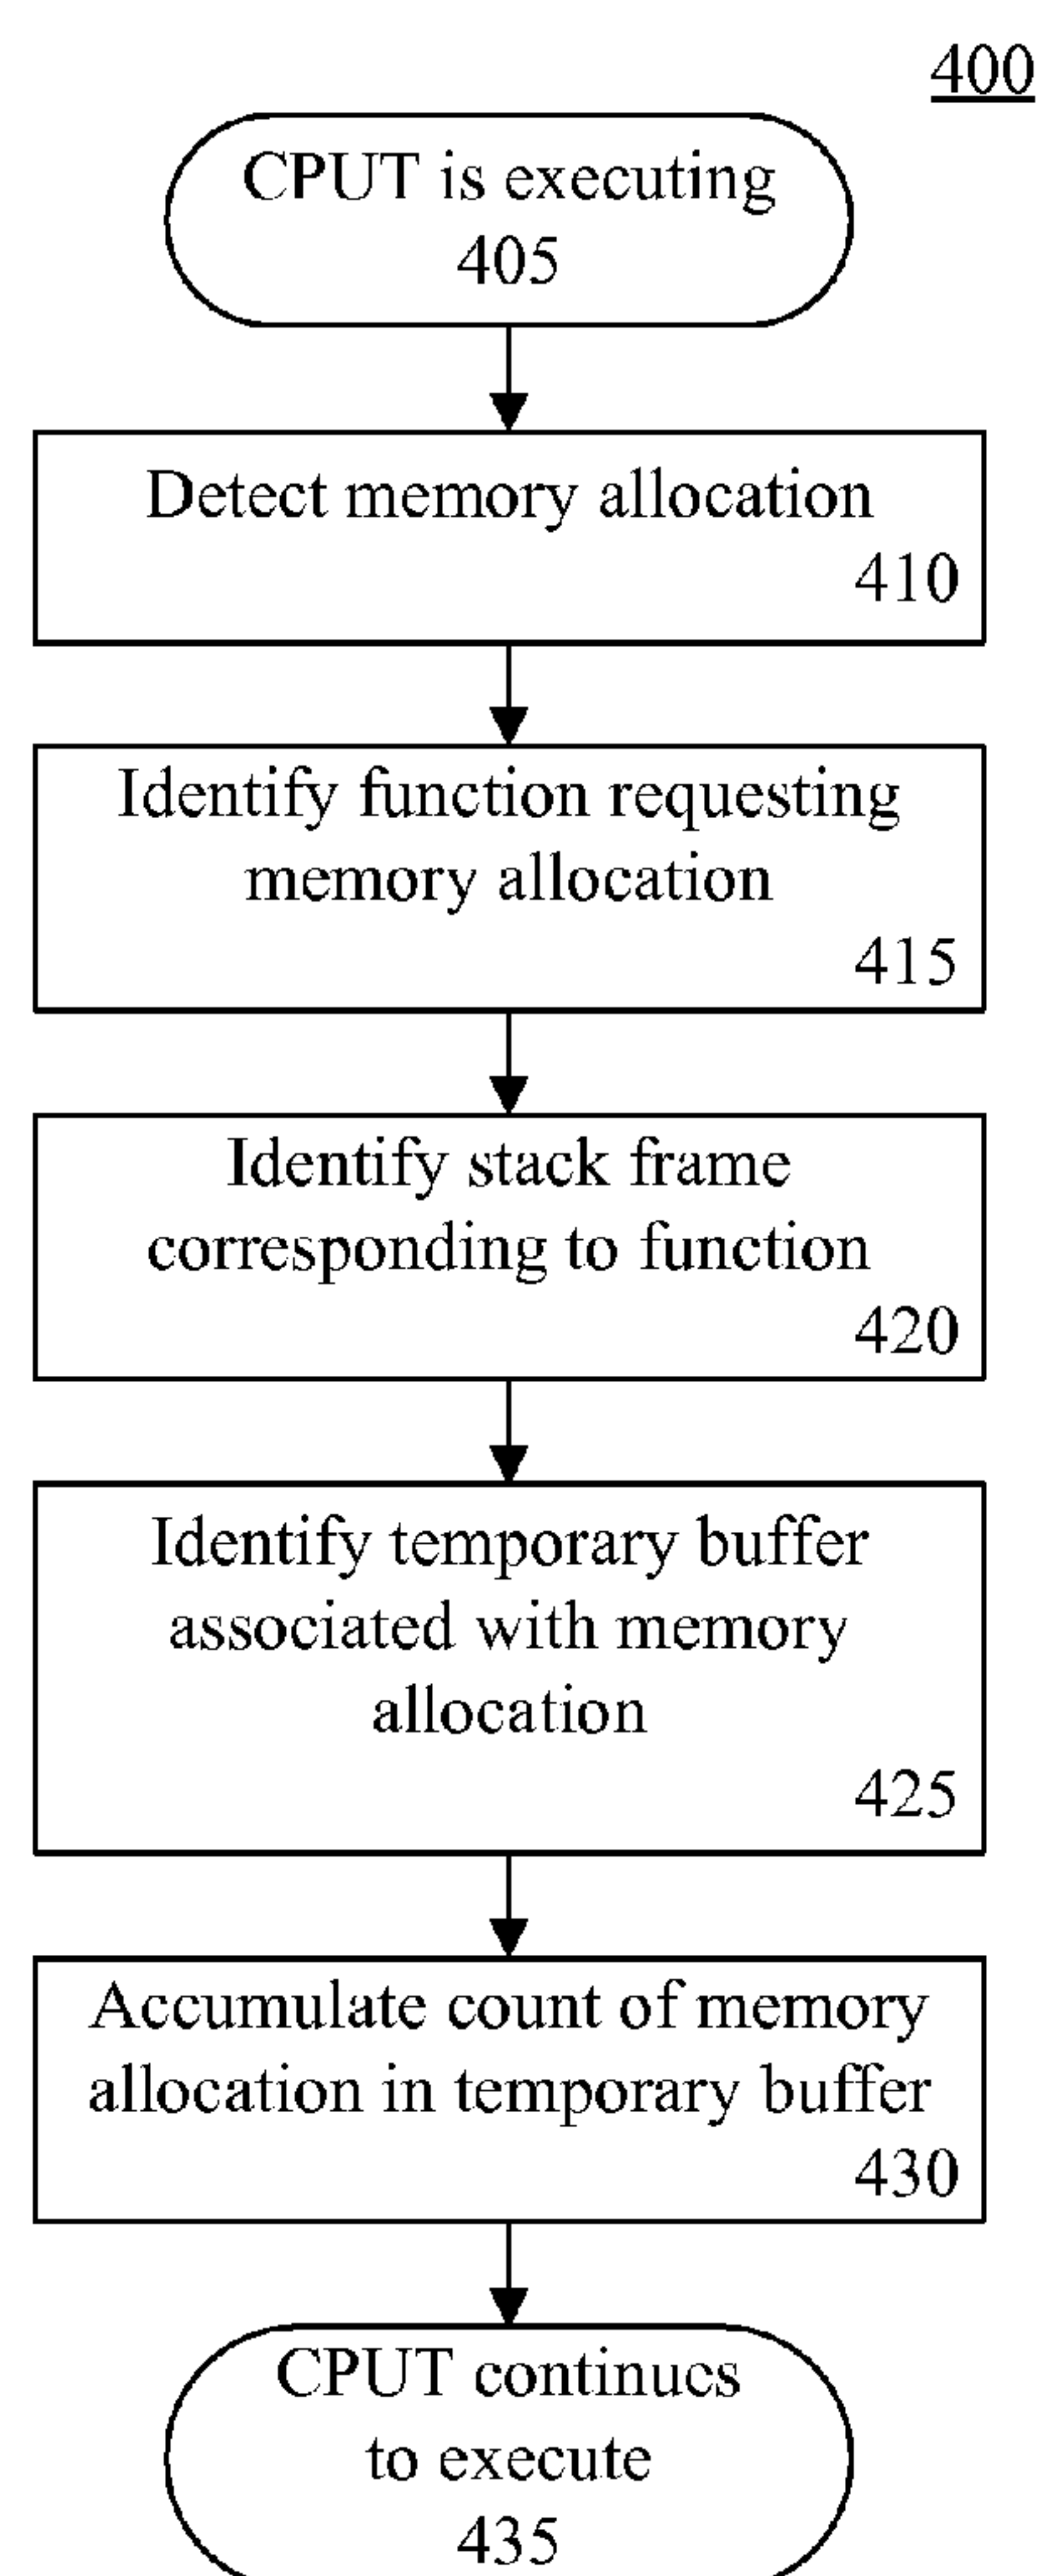 400
CPUT is executing
405
Detect memory allocation
410
Identify function requesting
memory allocation
415
Identify stack frame
corresponding to function
420
Identify temporary buffer
associated with memory
allocation
425
Accumulate count of memory
allocation in temporary buffer
430
CPUT continues
to execute
435